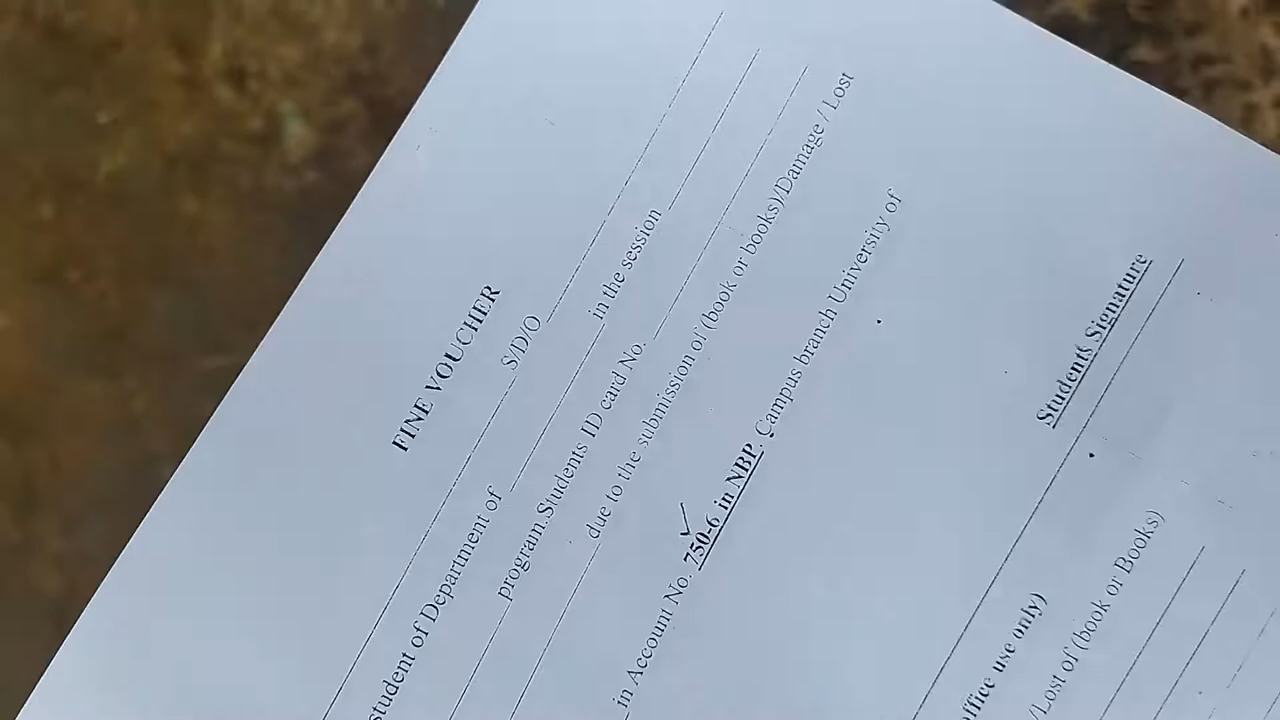 FINE VOUCHER
S/D/O
student of Department of in the session
program.Students ID card No.
due to the submission of (book or books)/Damage / Lost
in Account No. 750-6 in NBP. Campus branch University of
Students Signature
office use only)
/Lost of (book or Books)